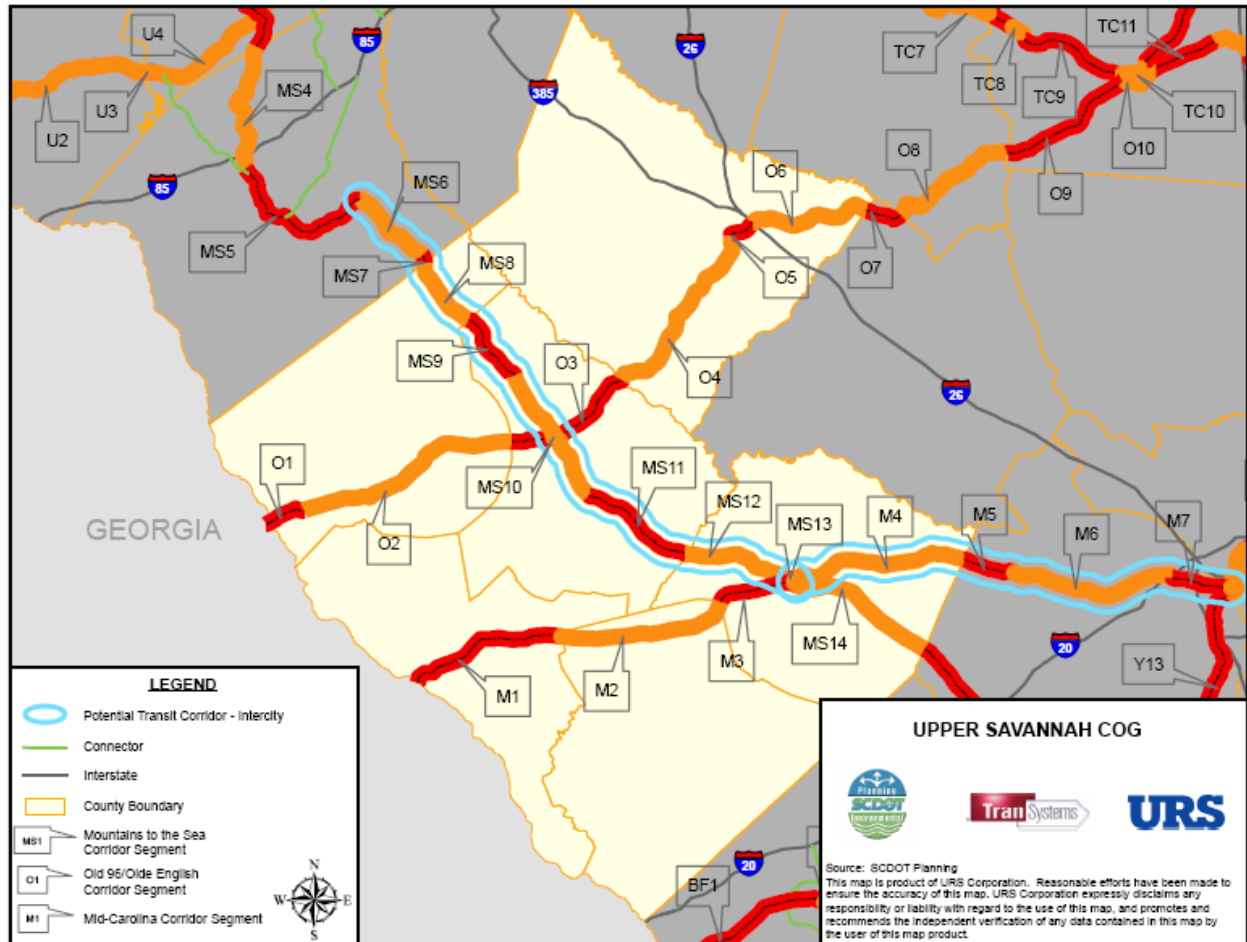 U4
85
26
TC11
TC7
385
TC8
MS4
U3
TC9
TC10
U2
O8
O10
O6
85
MS6
O9
MS5
O7
MS7
MS8
O5
O3
MS9
O4
26
O1
MS10
MS11
MS12
MS13
M4
M5
M7
M6
GEORGIA
O2
MS14
M3
20
Y13
M1
M2
BF1
20
LEGEND
Potential Transit Corridor - Intercity
Connector
Interstate
County Boundary
MS1
Mountains to the Sea
Corridor Segment
O1
Old 96/Olde English
Corridor Segment
M1
Mid-Carolina Corridor Segment
N
W
E
S
UPPER SAVANNAH COG
Planning
SCDOT
Environmental
TranSystems
URS
Source: SCDOT Planning
This map is product of URS Corporation. Reasonable efforts have been made to
ensure the accuracy of this map. URS Corporation expressly disclaims any
responsibility or liability with regard to the use of this map, and promotes and
recommends the independent verification of any data contained in this map by
the user of this map product.